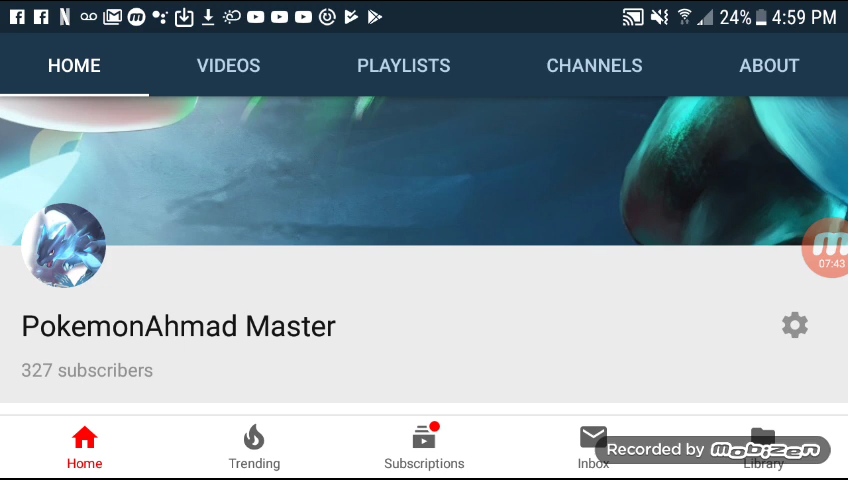 24% 4:59 PM
HOME VIDEOS PLAYLISTS CHANNELS ABOUT
07:43
PokemonAhmad Master
327 subscribers
Home Trending Subscriptions Inbox Library
Recorded by mobizen